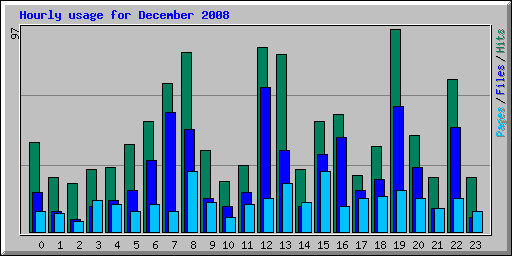 Hourly usage for December 2008
97
Pages / Files / Hits
0 1 2 3 4 5 6 7 8 9 10 11 12 13 14 15 16 17 18 19 20 21 22 23